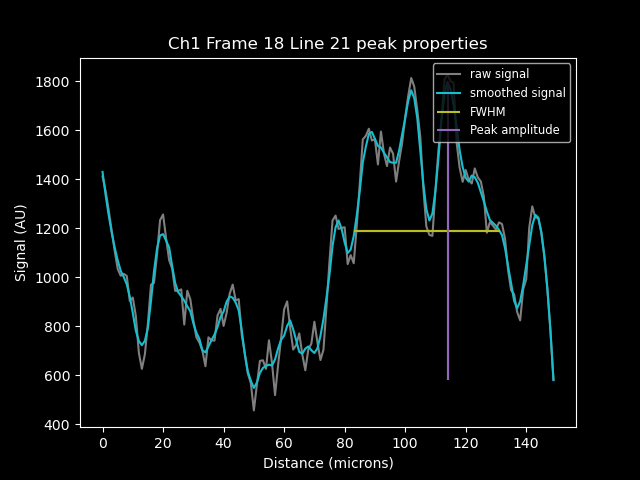 Ch1 Frame 18 Line 21 peak properties
raw signal
smoothed signal
FWHM
Peak amplitude
Signal (AU)
1800
1600
1400
1200
1000
800
600
400
0 20 40 60 80 100 120 140
Distance (microns)